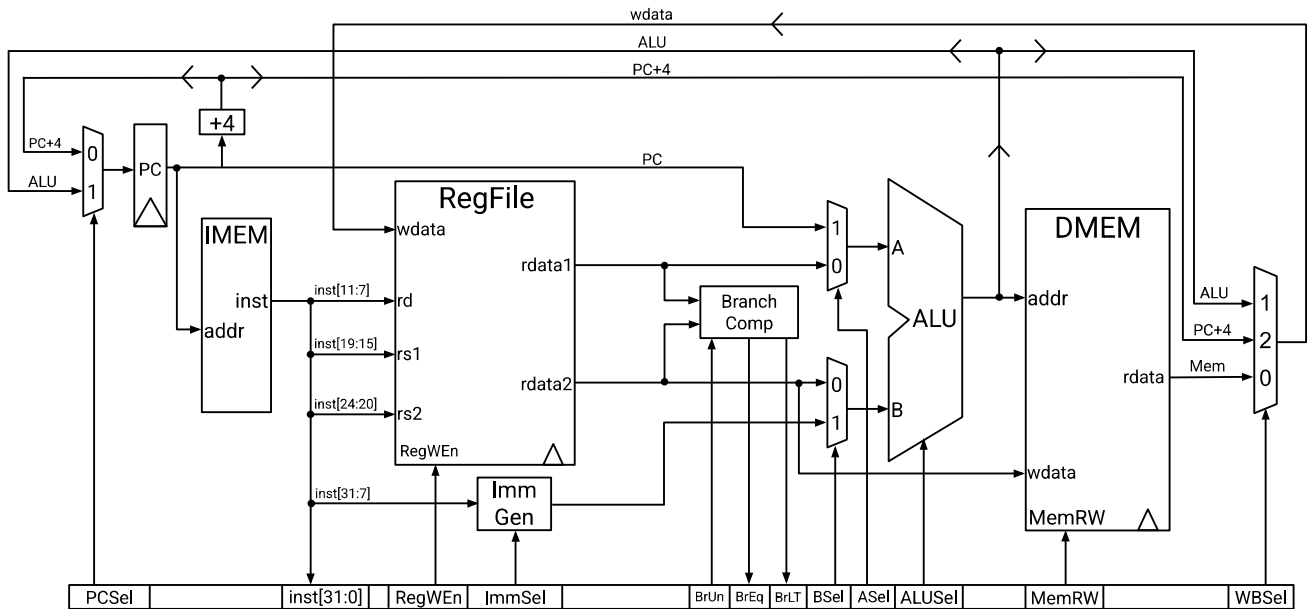 wdata
ALU
PC+4
+4
PC+4
0
ALU
1
PC
PC
IMEM
inst
addr
RegFile
wdata
rdata1
inst[11:7]
rd
inst[19:15]
rs1
rdata2
inst[24:20]
rs2
RegWEn
inst[31:7]
Imm
Gen
Branch
Comp
1
0
0
1
A
ALU
B
DMEM
addr
rdata
wdata
MemRW
ALU
1
PC+4
2
Mem
0
PCSel
inst[31:0]
RegWEn
ImmSel
BrUn
BrEq
BrLT
BSel
ASel
ALUSel
MemRW
WBSel